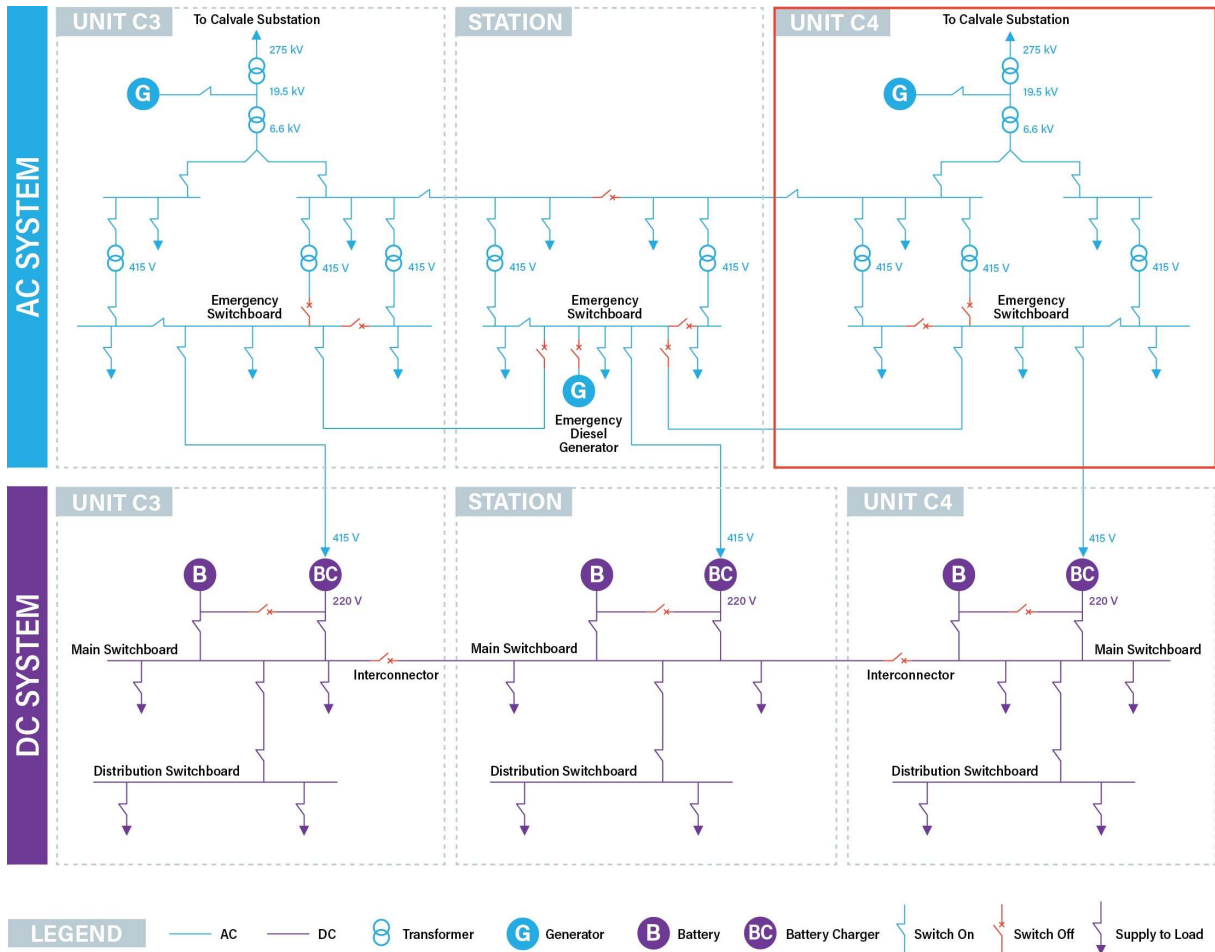 UNIT C3
To Calvale Substation
275 kV
G
19.5 kV
6.6 kV
415 V
415 V
415 V
Emergency
Switchboard
STATION
415 V
415 V
Emergency
Switchboard
G
Emergency
Diesel
Generator
UNIT C4
To Calvale Substation
275 kV
G
19.5 kV
6.6 kV
415 V
415 V
415 V
Emergency
Switchboard
AC SYSTEM
UNIT C3
415 V
B
BC
220 V
Main Switchboard
Interconnector
Distribution Switchboard
STATION
415 V
B
BC
220 V
Main Switchboard
Distribution Switchboard
UNIT C4
415 V
B
BC
220 V
Main Switchboard
Interconnector
Distribution Switchboard
DC SYSTEM
LEGEND
AC
DC
Transformer
G
Generator
B
Battery
BC
Battery Charger
Switch On
Switch Off
Supply to Load